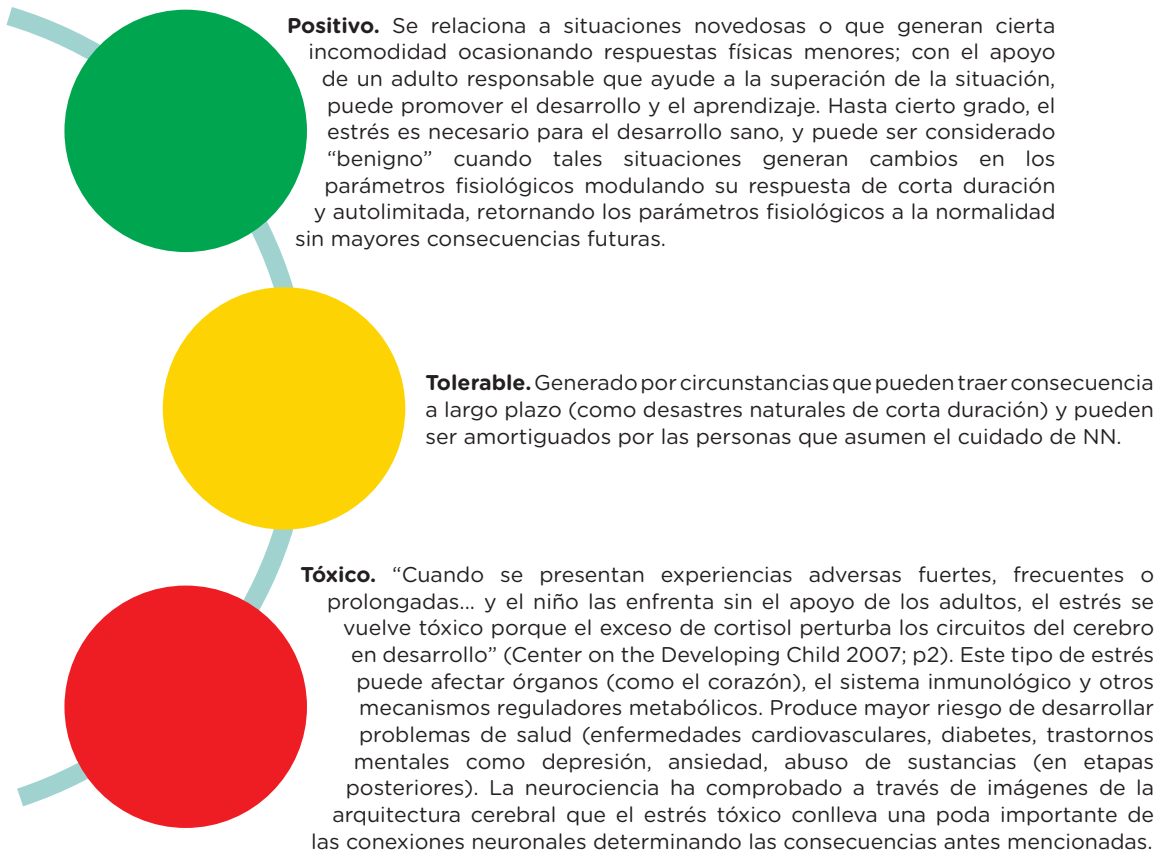 Positivo. Se relaciona a situaciones novedosas o que generan cierta
incomodidad ocasionando respuestas físicas menores; con el apoyo
de un adulto responsable que ayude a la superación de la situación,
puede promover el desarrollo y el aprendizaje. Hasta cierto grado, el
estrés es necesario para el desarrollo sano, y puede ser considerado
“benigno” cuando tales situaciones generan cambios en los
parámetros fisiológicos modulando su respuesta de corta duración
y autolimitada, retornando los parámetros fisiológicos a la normalidad
sin mayores consecuencias futuras.
Tolerable. Generado por circunstancias que pueden traer consecuencia
a largo plazo (como desastres naturales de corta duración) y pueden
ser amortiguados por las personas que asumen el cuidado de NN.
Tóxico. “Cuando se presentan experiencias adversas fuertes, frecuentes o
prolongadas... y el niño las enfrenta sin el apoyo de los adultos, el estrés se
vuelve tóxico porque el exceso de cortisol perturba los circuitos del cerebro
en desarrollo” (Center on the Developing Child 2007; p2). Este tipo de estrés
puede afectar órganos (como el corazón), el sistema inmunológico y otros
mecanismos reguladores metabólicos. Produce mayor riesgo de desarrollar
problemas de salud (enfermedades cardiovasculares, diabetes, trastornos
mentales como depresión, ansiedad, abuso de sustancias (en etapas
posteriores). La neurociencia ha comprobado a través de imágenes de la
arquitectura cerebral que el estrés tóxico conlleva una poda importante de
las conexiones neuronales determinando las consecuencias antes mencionadas.